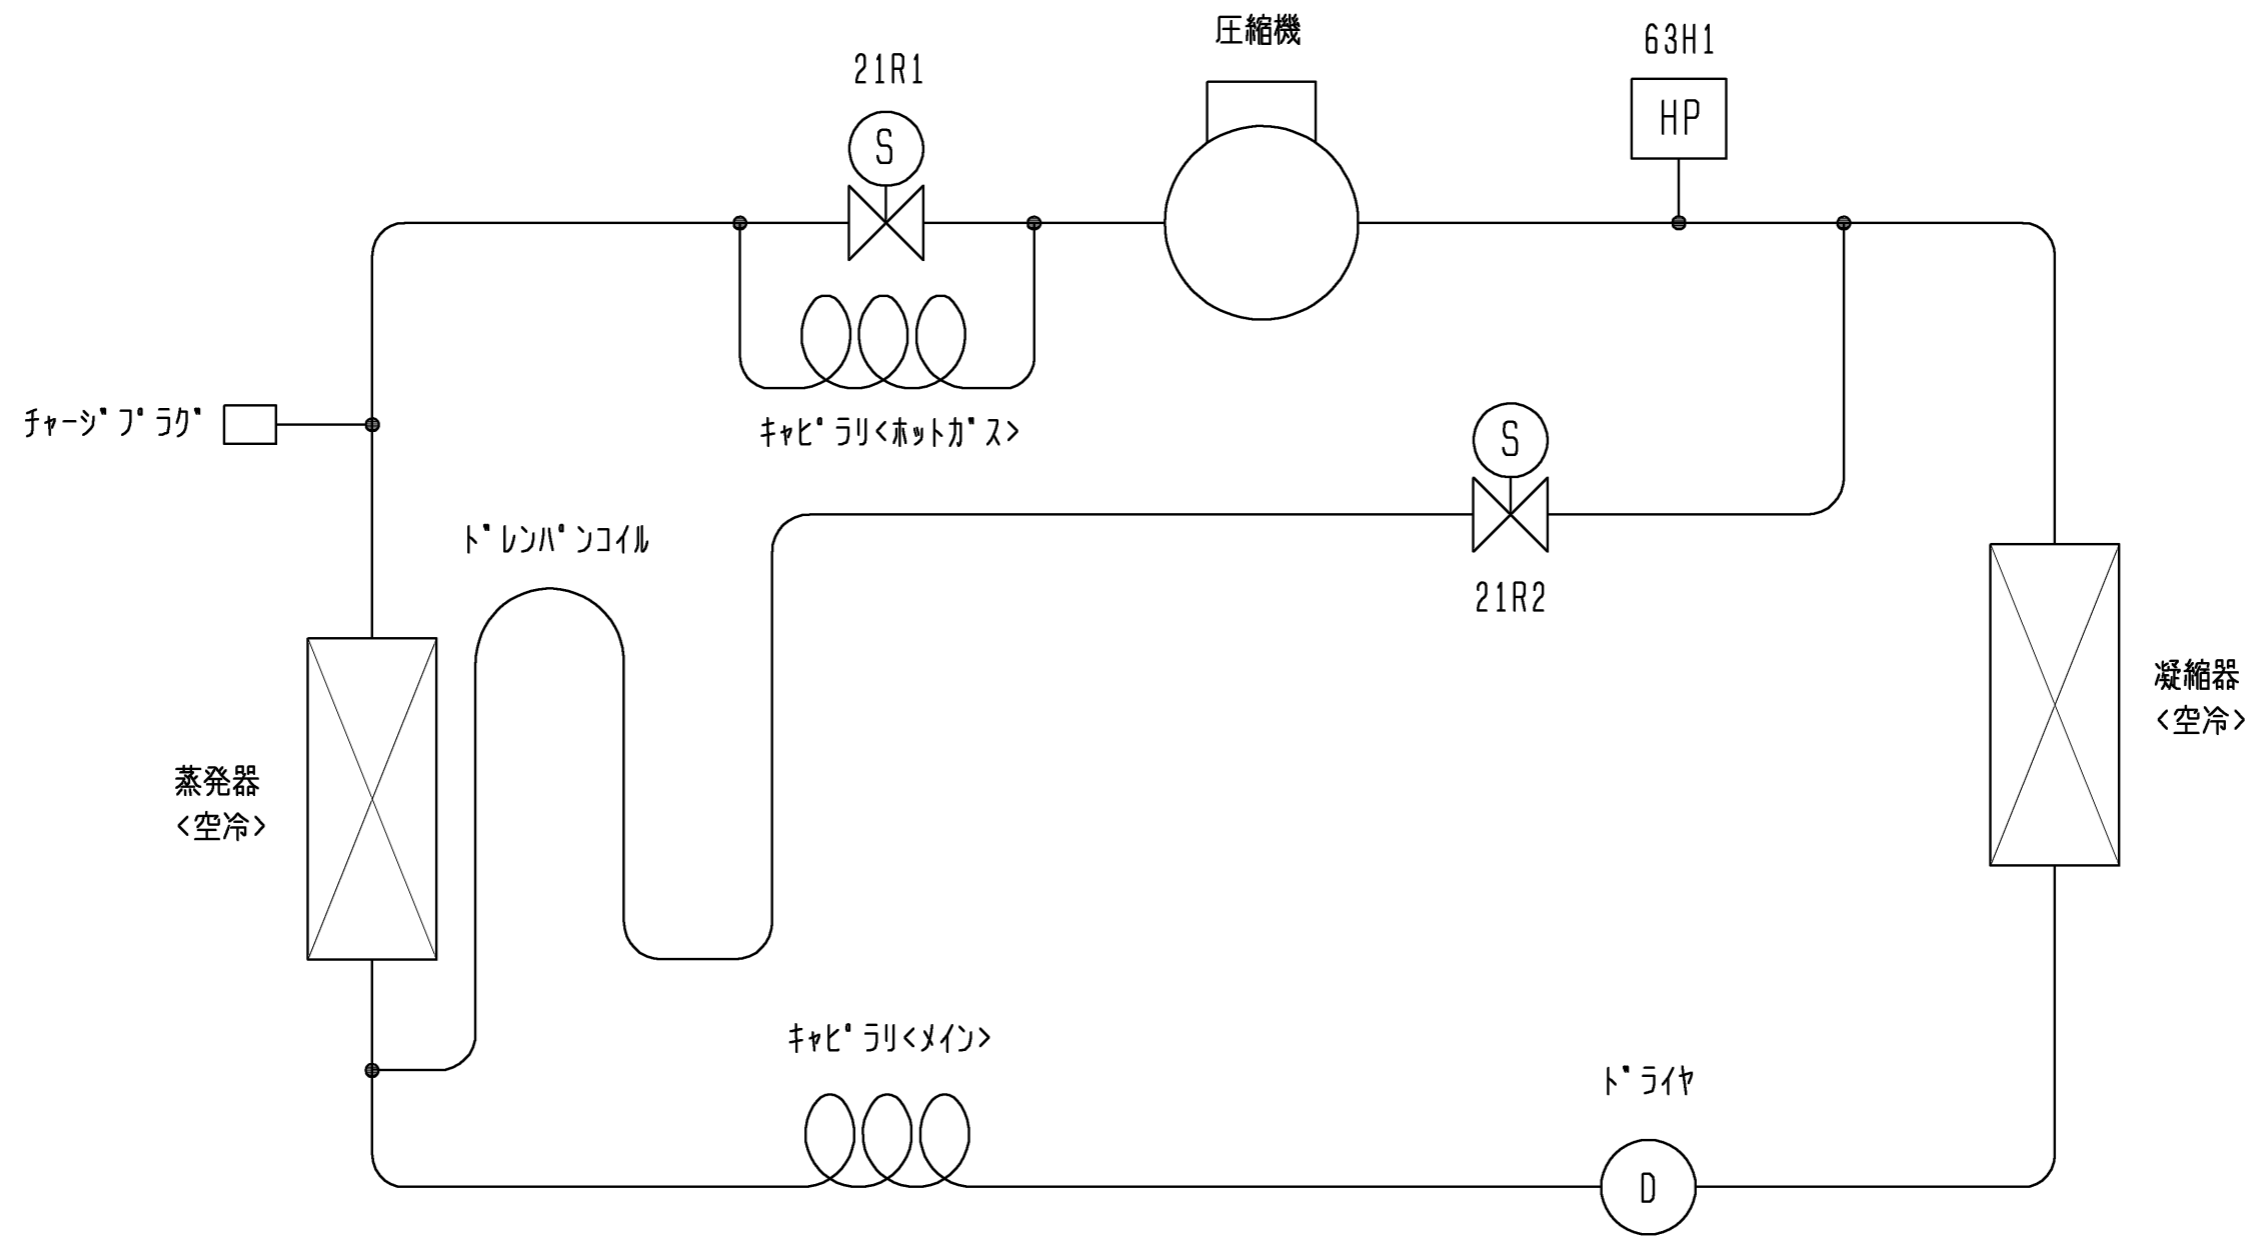 圧縮機
63H1
21R1
HP
S
チャージプラグ
キャピラリ<ホットガス>
S
ドレンパンコイル
21R2
凝縮器
<空冷>
蒸発器
<空冷>
キャピラリ<メイン>
ドライヤ
D